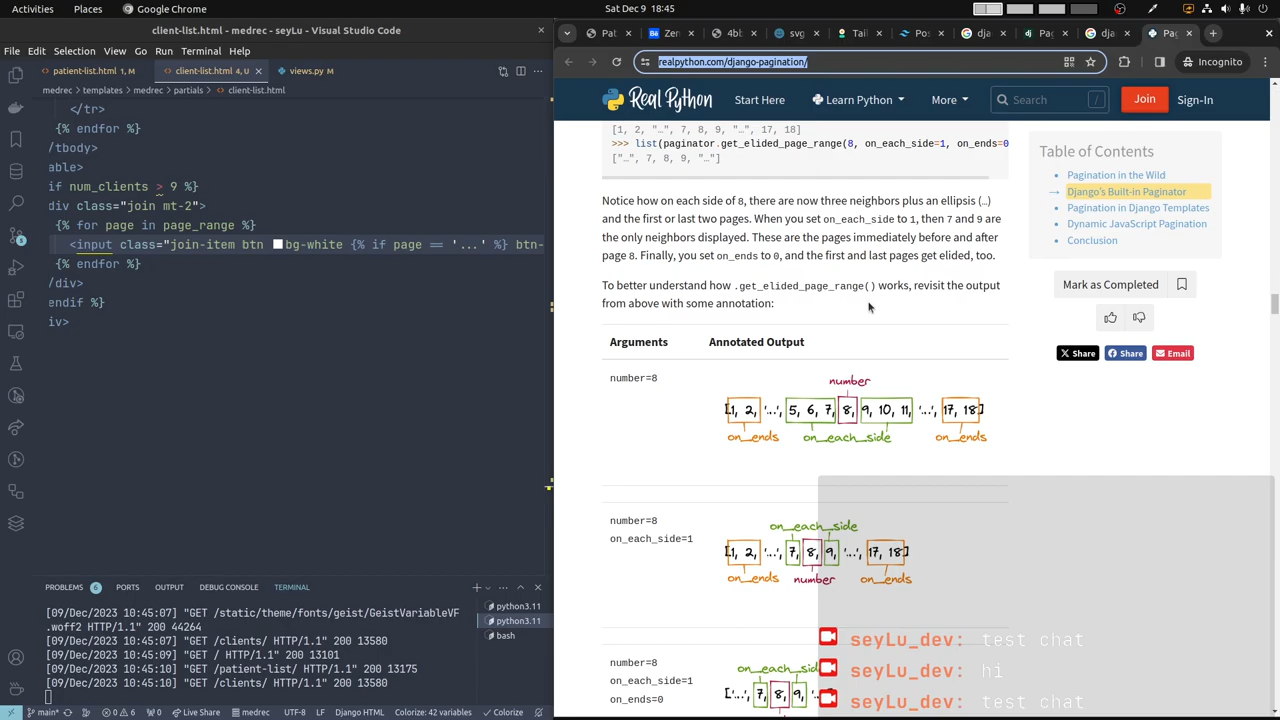 Activities Places Google Chrome Sat Dec 9 18:45
client-list.html - medrec - seyLu - Visual Studio Code
File Edit Selection View Go Run Terminal Help
patient-list.html 1, M client-list.html 4, U views.py M
medrec > templates > medrec > partials > client-list.html
</tr>
{% endfor %}
/tbody>
able>
if num_clients > 9 %}
div class="join mt-2">
{% for page in page_range %}
<input class="join-item btn bg-white {% if page == '...' %} btn-
{% endfor %}
/div>
endif %}
iv>
PROBLEMS 6 PORTS OUTPUT DEBUG CONSOLE TERMINAL
[09/Dec/2023 10:45:07] "GET /static/theme/fonts/geist/GeistVariableVF
.woff2 HTTP/1.1" 200 44264
[09/Dec/2023 10:45:07] "GET /clients/ HTTP/1.1" 200 13580
[09/Dec/2023 10:45:09] "GET / HTTP/1.1" 200 13101
[09/Dec/2023 10:45:10] "GET /patient-list/ HTTP/1.1" 200 13175
[09/Dec/2023 10:45:10] "GET /clients/ HTTP/1.1" 200 13580
python3.11
python3.11
bash
main* 0 6 0 Live Share medrec UTF-8 LF Django HTML Colorize: 42 variables Colorize
Pat Zen 4bl svg Tail Pos dja Pag dja Pag
realpython.com/django-pagination/
Incognito
Real Python Start Here Learn Python More Search / Join Sign-In
[1, 2, "…", 7, 8, 9, "…", 17, 18]
>>> list(paginator.get_elided_page_range(8, on_each_side=1, on_ends=0
["…", 7, 8, 9, "…"]
Notice how on each side of 8, there are now three neighbors plus an ellipsis (…)
and the first or last two pages. When you set on_each_side to 1, then 7 and 9 are
the only neighbors displayed. These are the pages immediately before and after
page 8. Finally, you set on_ends to 0, and the first and last pages get elided, too.
To better understand how .get_elided_page_range() works, revisit the output
from above with some annotation:
Arguments Annotated Output
number=8
number
[1, 2, '...', 5, 6, 7, 8, 9, 10, 11, '...', 17, 18]
on_ends on_each_side on_ends
number=8
on_each_side=1
on_each_side
[1, 2, '...', 7, 8, 9, '...', 17, 18]
on_ends number on_ends
number=8
on_each_side=1
on_ends=0
on_each_sid
['...', 7, 8, 9,
Table of Contents
Pagination in the Wild
→ Django's Built-in Paginator
Pagination in Django Templates
Dynamic JavaScript Pagination
Conclusion
Mark as Completed
Share Share Email
seyLu_dev: test chat
seyLu_dev: hi
seyLu_dev: test chat